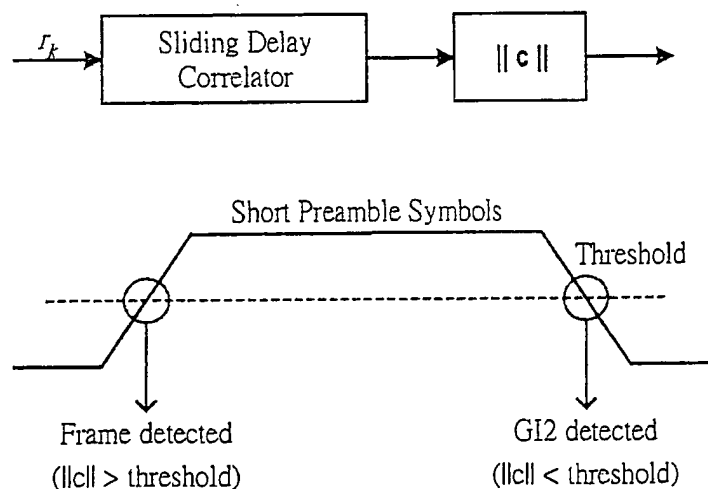 r_k
Sliding Delay
Correlator
|| c ||
Short Preamble Symbols
Threshold
Frame detected
(||c|| > threshold)
GI2 detected
(||c|| < threshold)